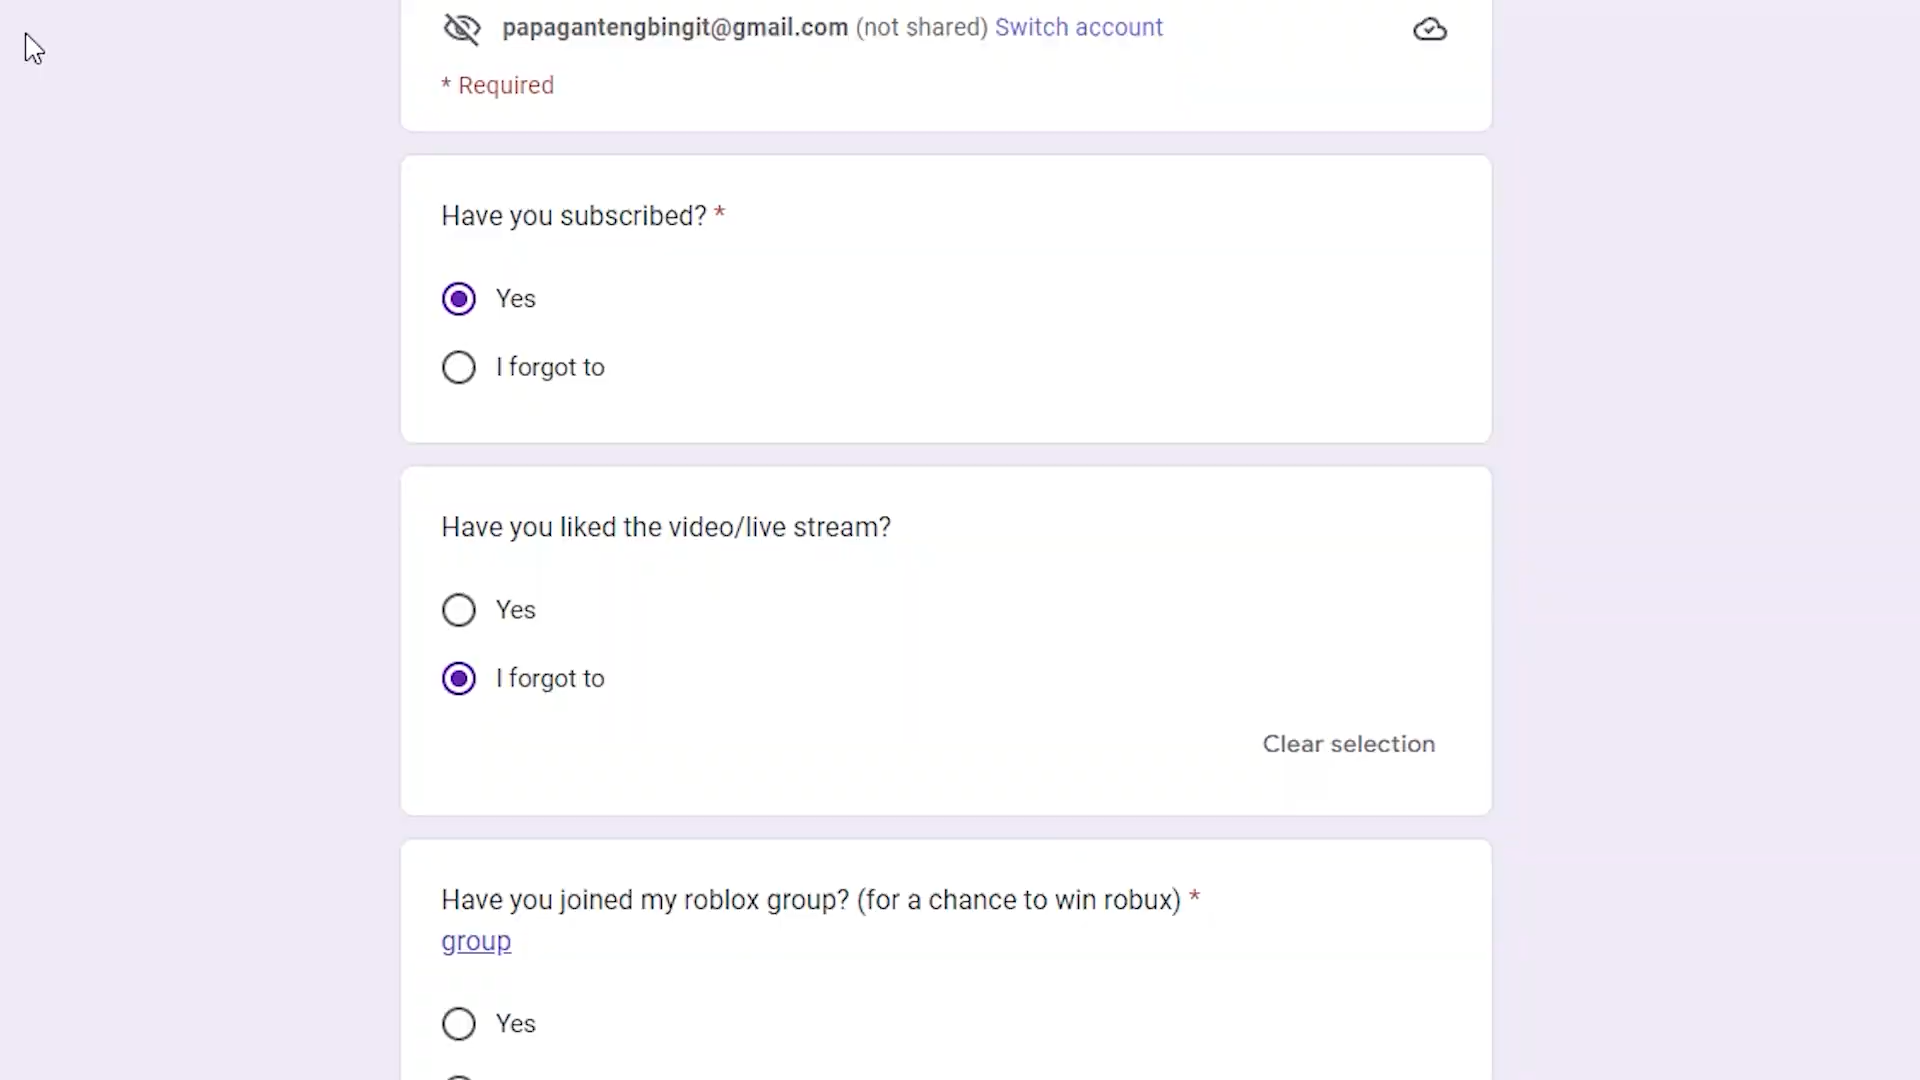 papagantengbingit@gmail.com (not shared) Switch account
* Required
Have you subscribed? *
Yes
I forgot to
Have you liked the video/live stream?
Yes
I forgot to
Clear selection
Have you joined my roblox group? (for a chance to win robux) *
group
Yes